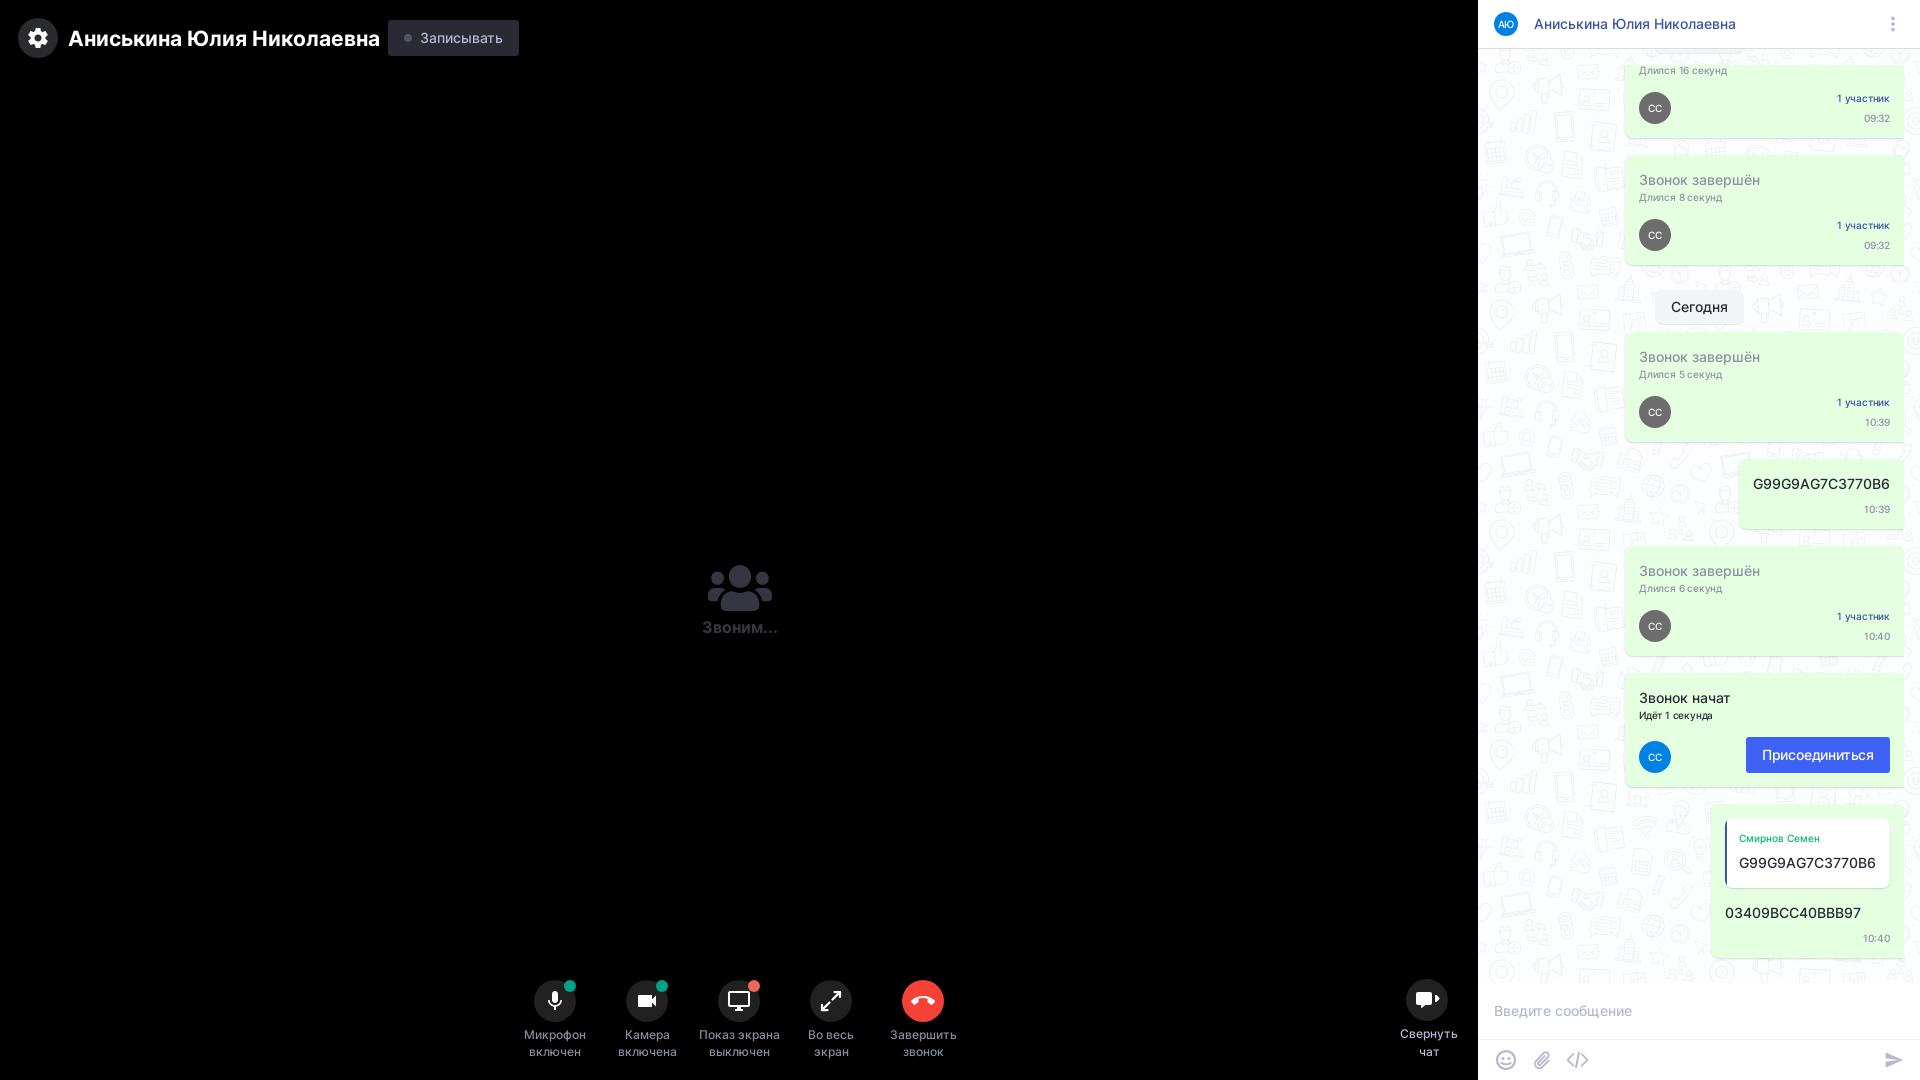 Аниськина Юлия Николаевна
Записывать
Звоним...
Микрофон
включен
Камера
включена
Показ экрана
выключен
Во весь
экран
Завершить
звонок
Свернуть
чат
АЮ
Аниськина Юлия Николаевна
Длился 16 секунд
СС
1 участник
09:32
Звонок завершён
Длился 8 секунд
СС
1 участник
09:32
Сегодня
Звонок завершён
Длился 5 секунд
СС
1 участник
10:39
G99G9AG7C3770B6
10:39
Звонок завершён
Длился 6 секунд
СС
1 участник
10:40
Звонок начат
Идёт 1 секунда
СС
Присоединиться
Смирнов Семен
G99G9AG7C3770B6
03409BCC40BBB97
10:40
Введите сообщение